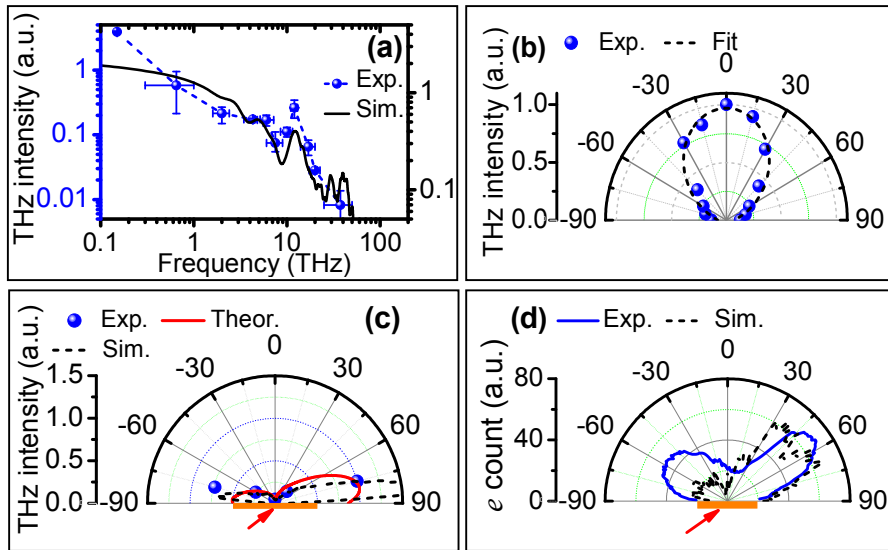 (a)
THz intensity (a.u.)
1
0.1
0.01
Exp.
Sim.
1
0.1
0.1 1 10 100
Frequency (THz)
(b)
Exp. Fit
THz intensity (a.u.)
1.0
0.5
0.0
-90 -60 -30 0 30 60 90
(c)
Exp. Theor.
Sim.
THz intensity (a.u.)
1.5
1.0
0.5
0.0
-90 -60 -30 0 30 60 90
(d)
Exp. Sim.
e count (a.u.)
80
40
0
-90 -60 -30 0 30 60 90